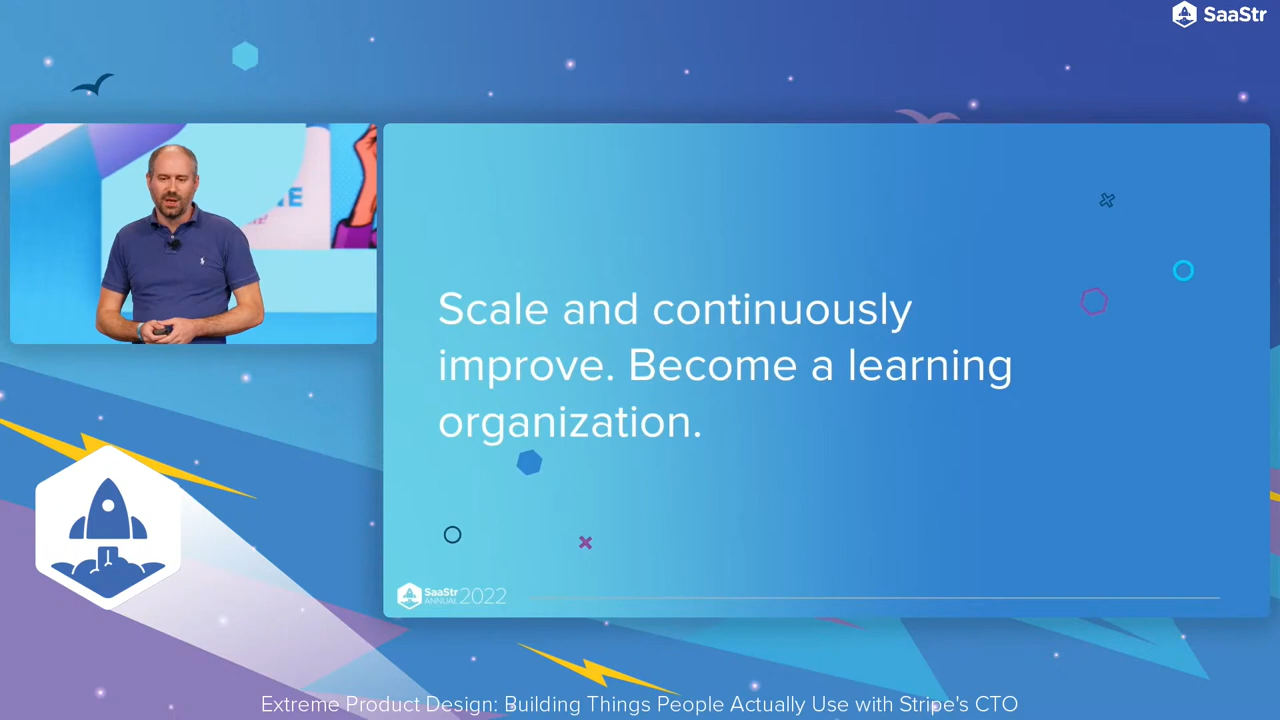 SaaStr
Scale and continuously
improve. Become a learning
organization.
SaaStr
ANNUAL 2022
Extreme Product Design: Building Things People Actually Use with Stripe's CTO